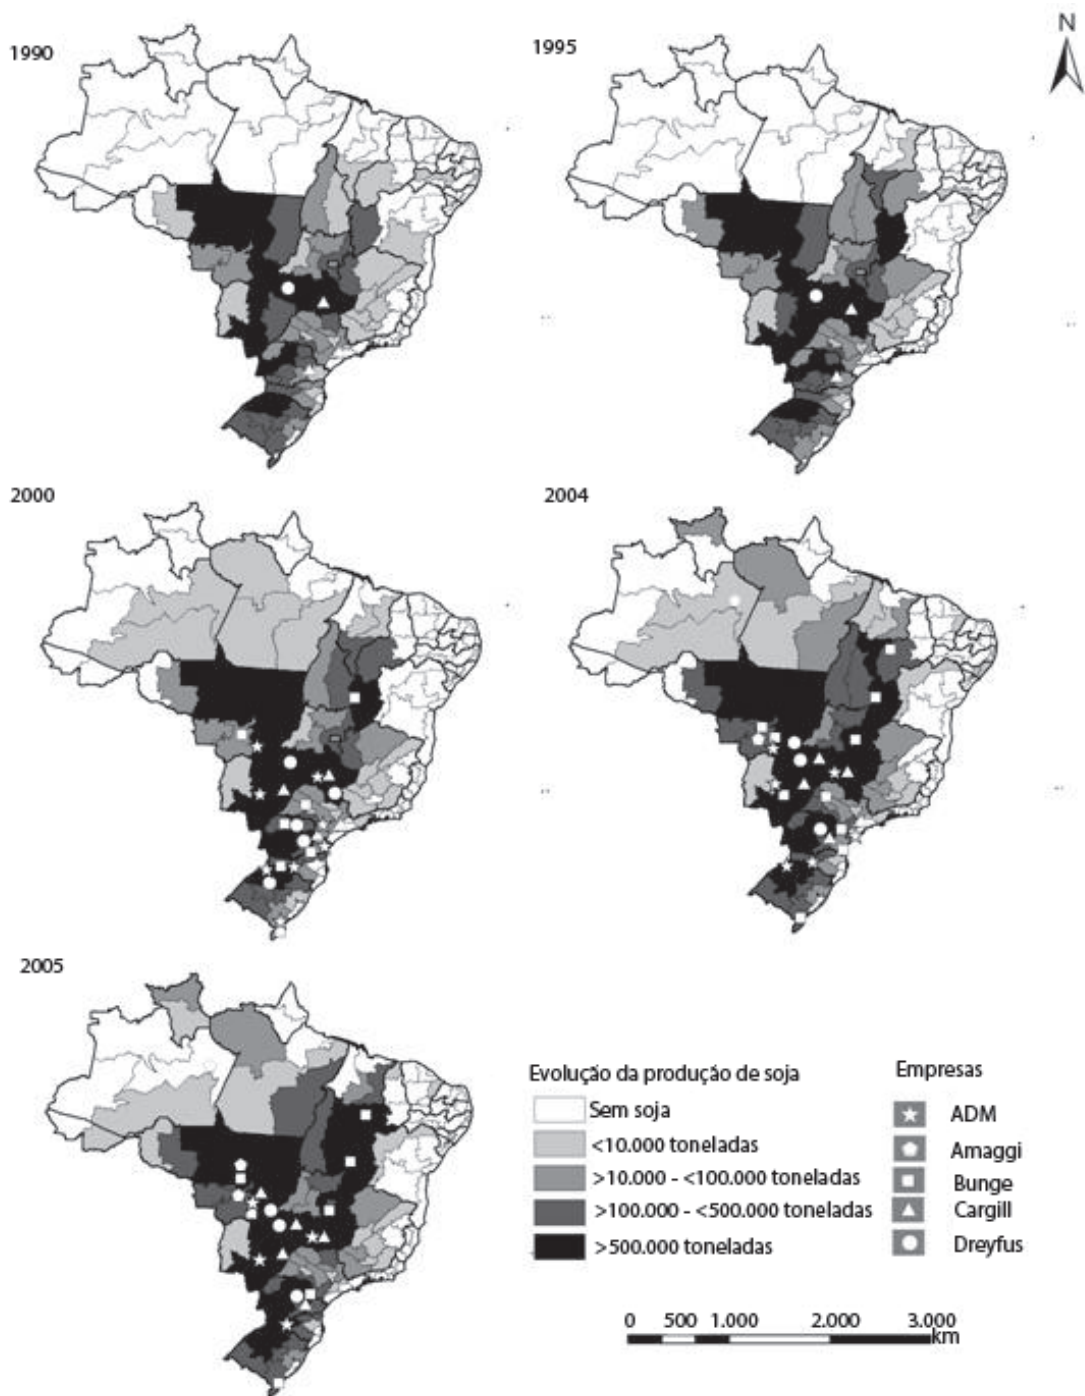 1990
1995
N
2000
2004
2005
Evolução da produção de soja
Sem soja
<10.000 toneladas
>10.000 - <100.000 toneladas
>100.000 - <500.000 toneladas
>500.000 toneladas
Empresas
ADM
Amaggi
Bunge
Cargill
Dreyfus
0 500 1.000 2.000 3.000
km